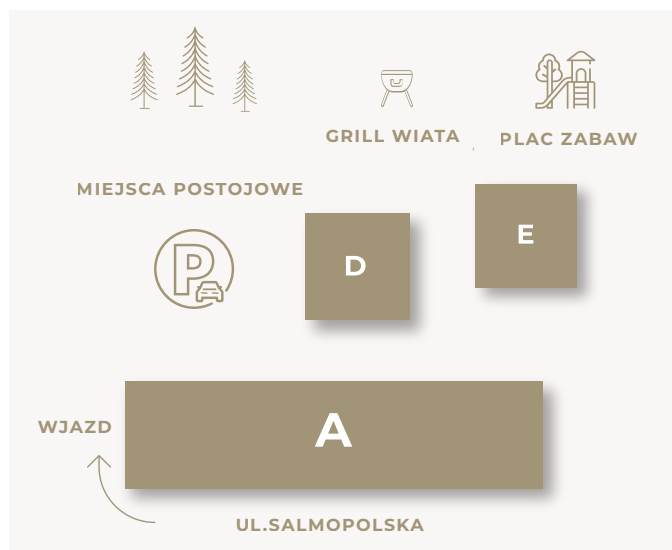 GRILL WIATA
PLAC ZABAW
MIEJSCA POSTOJOWE
P
D
E
A
WJAZD
UL.SALMOPOLSKA